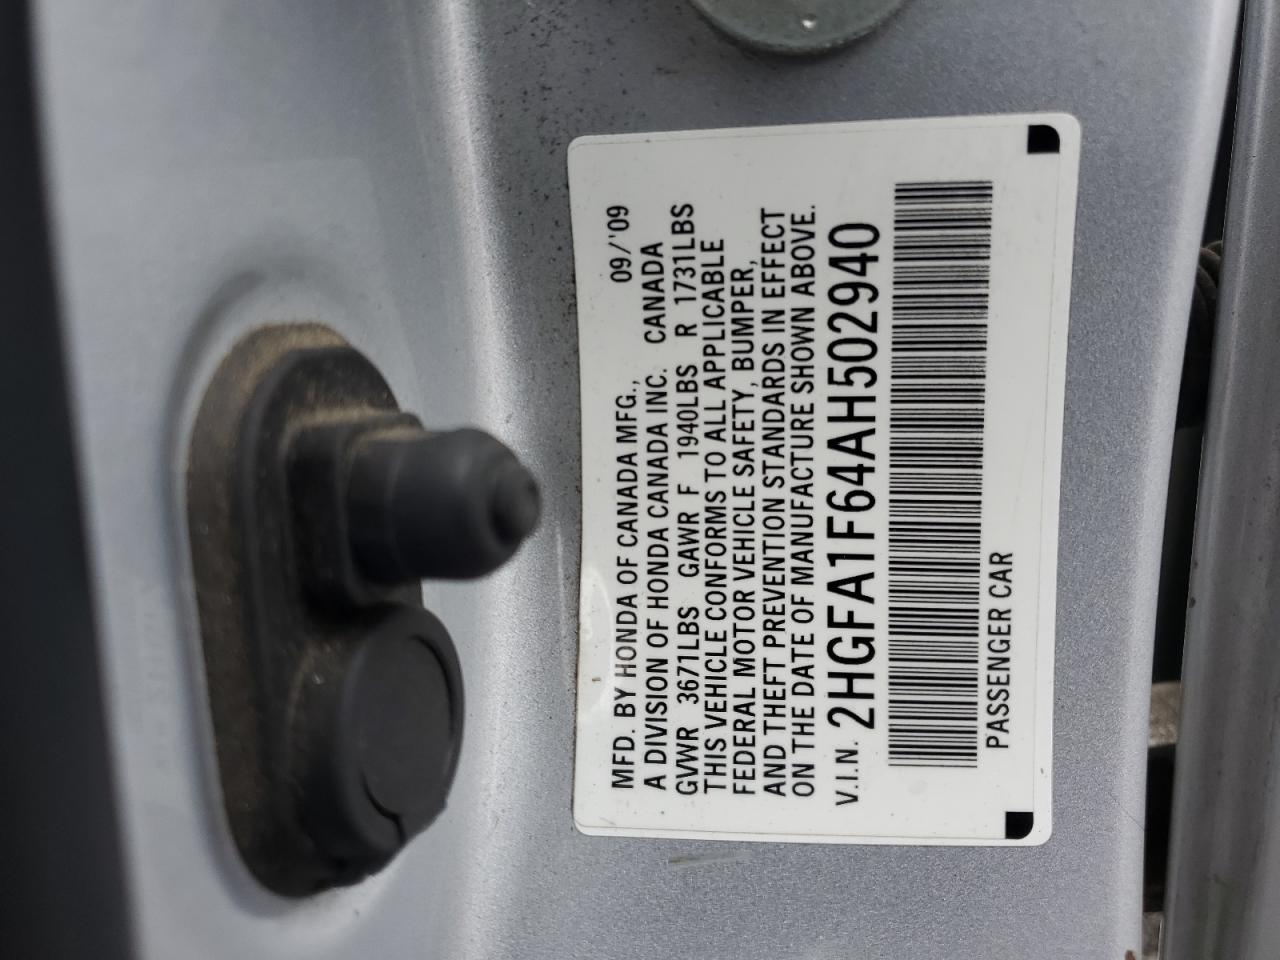 MFD. BY HONDA OF CANADA MFG., 09/'09
A DIVISION OF HONDA CANADA INC. CANADA
GVWR 3671LBS GAWR F 1940LBS R 1731LBS
THIS VEHICLE CONFORMS TO ALL APPLICABLE
FEDERAL MOTOR VEHICLE SAFETY, BUMPER,
AND THEFT PREVENTION STANDARDS IN EFFECT
ON THE DATE OF MANUFACTURE SHOWN ABOVE.
V.I.N. 2HGFA1F64AH502940
PASSENGER CAR